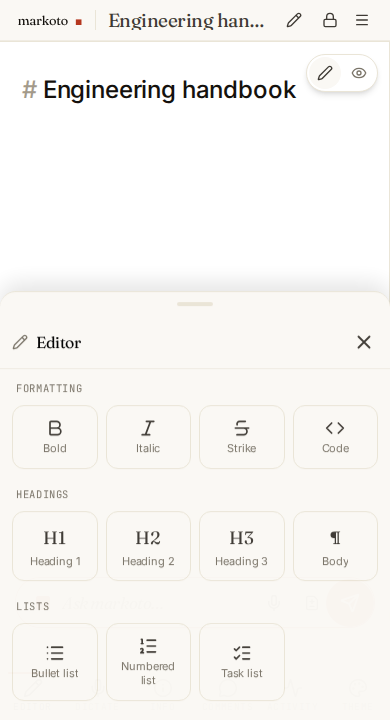 markoto
Engineering han...
# Engineering handbook
Editor
FORMATTING
Bold
Italic
Strike
Code
HEADINGS
H1
H2
H3
¶
Heading 1
Heading 2
Heading 3
Body
LISTS
Bullet list
Numbered
list
Task list